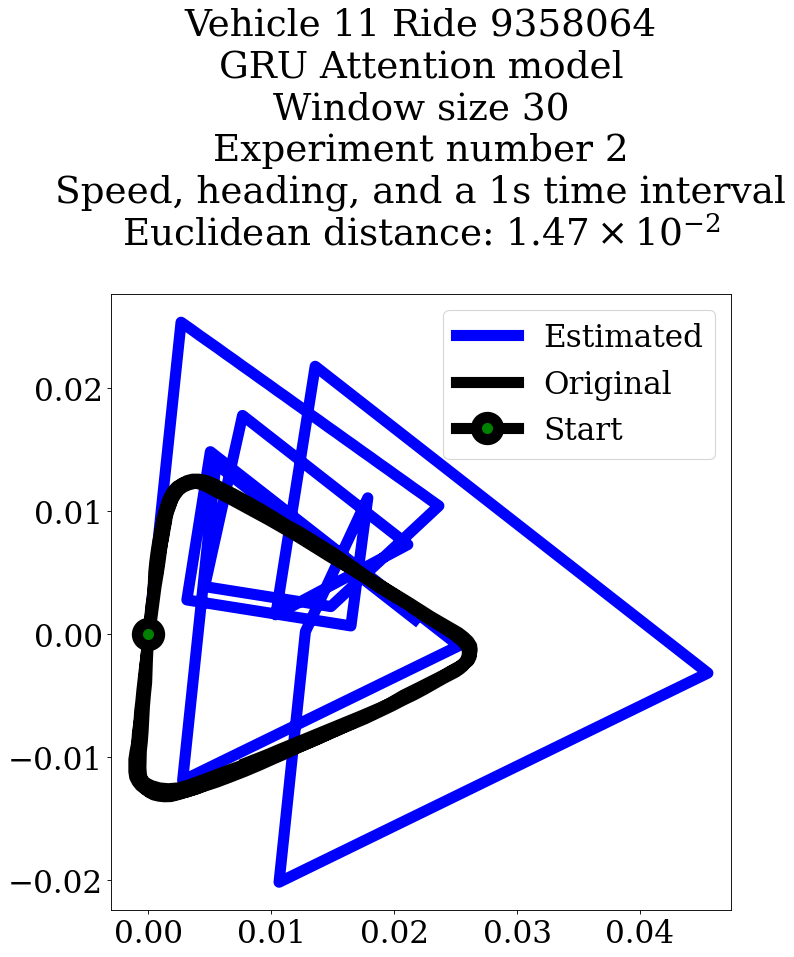 Vehicle 11 Ride 9358064
GRU Attention model
Window size 30
Experiment number 2
Speed, heading, and a 1s time interval
Euclidean distance: 1.47 × 10⁻²
Estimated
Original
Start
0.02
0.01
0.00
−0.01
−0.02
0.00 0.01 0.02 0.03 0.04